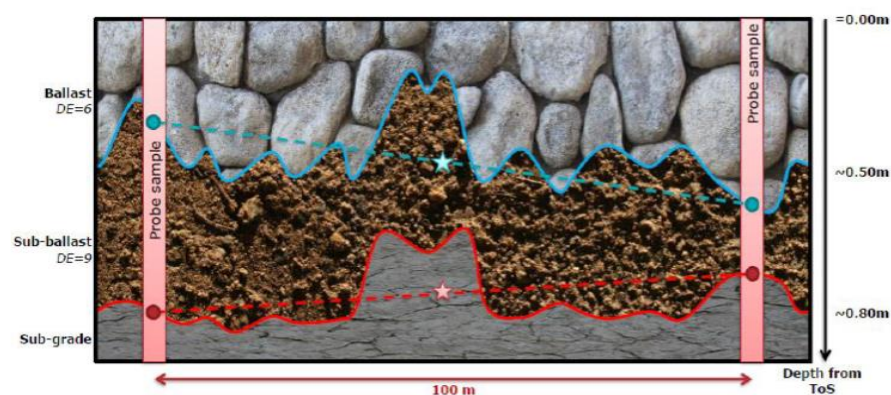 =0.00m
Ballast
DE=6
Probe sample
Probe sample
~0.50m
Sub-ballast
DE=9
~0.80m
Sub-grade
100 m
Depth from
ToS